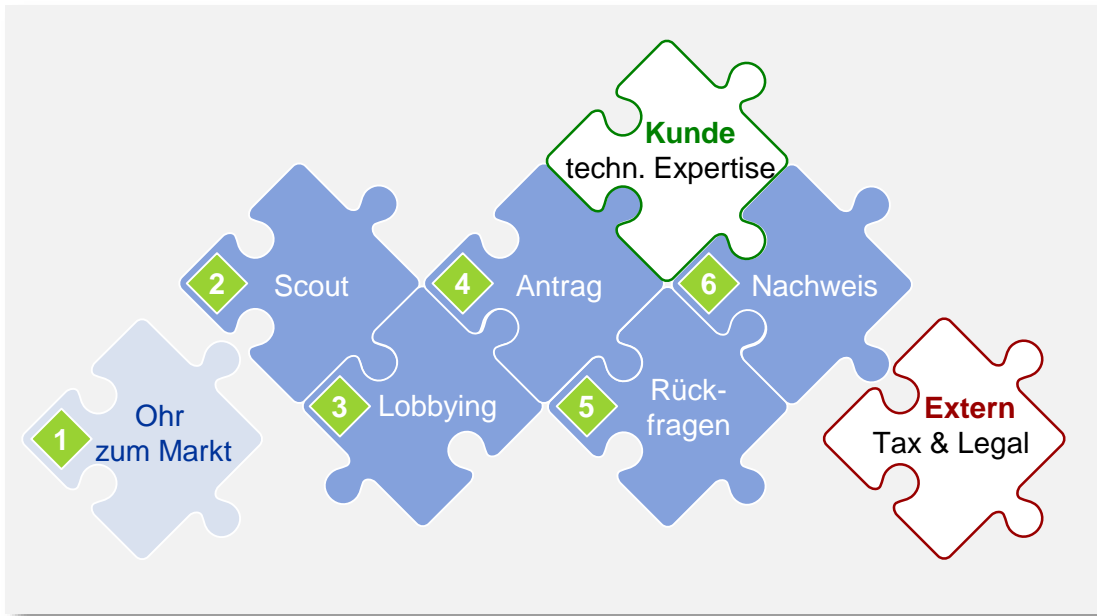 1
Ohr
zum Markt
2
Scout
3
Lobbying
4
Antrag
Kunde
techn. Expertise
5
Rück-
fragen
6
Nachweis
Extern
Tax & Legal